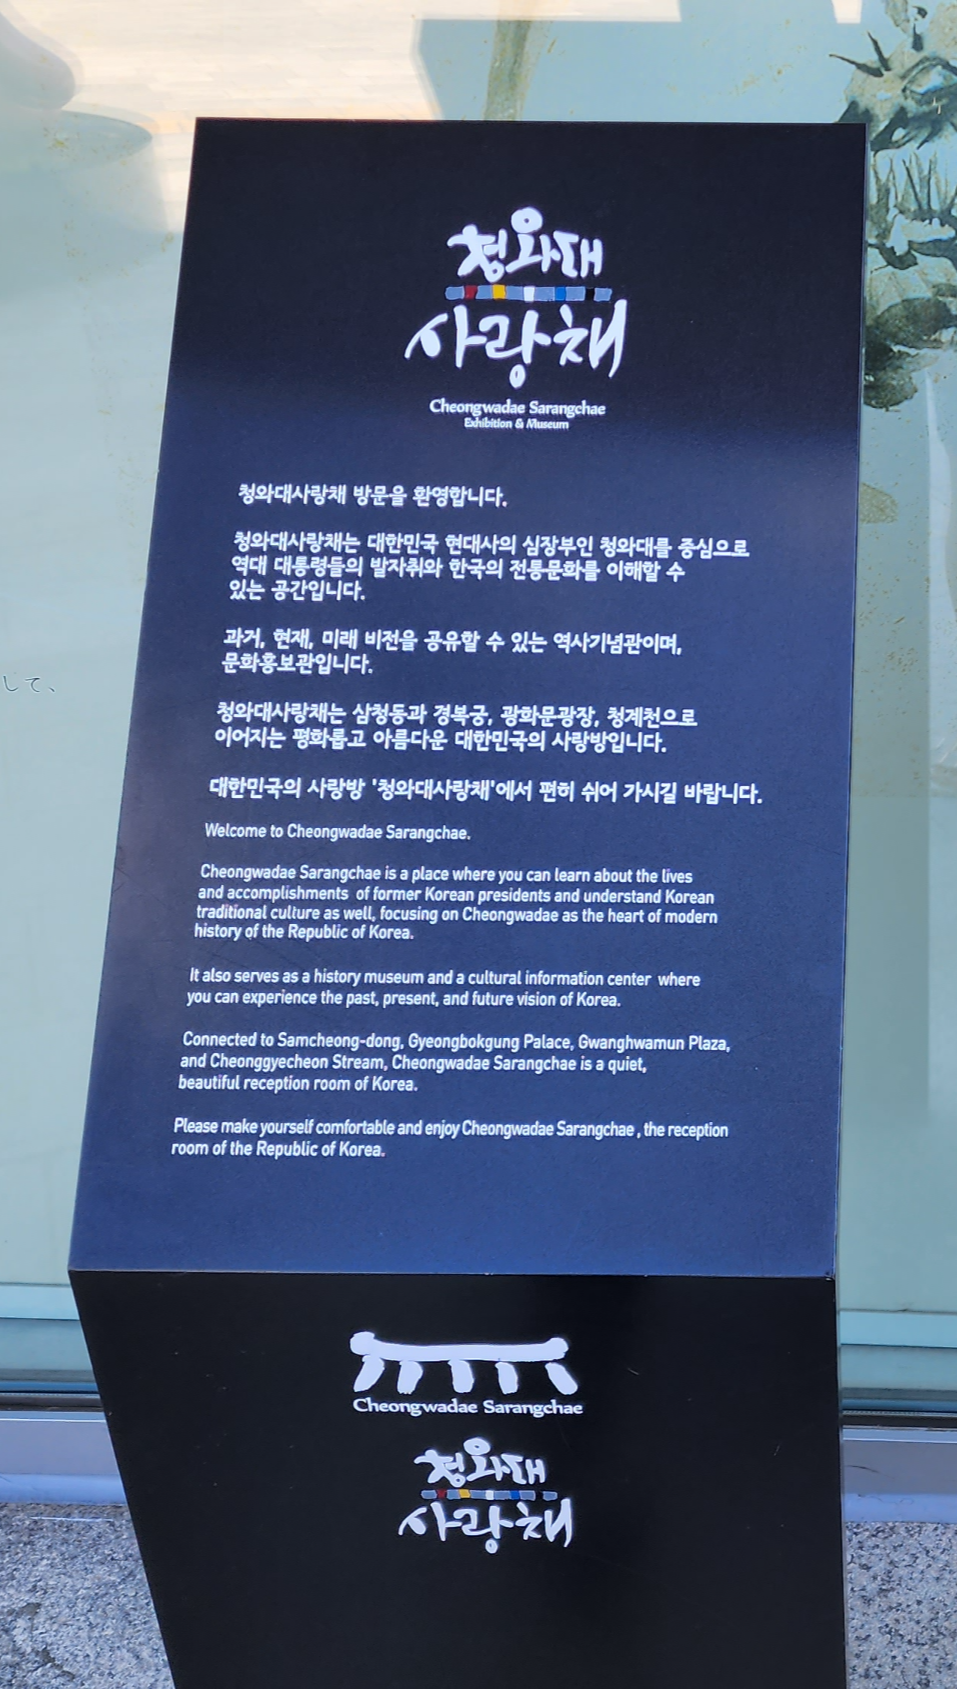 청와대
사랑채
Cheongwadae Sarangchae
Exhibition & Museum
청와대사랑채 방문을 환영합니다.
청와대사랑채는 대한민국 현대사의 심장부인 청와대를 중심으로
역대 대통령들의 발자취와 한국의 전통문화를 이해할 수
있는 공간입니다.
과거, 현재, 미래 비전을 공유할 수 있는 역사기념관이며,
문화홍보관입니다.
청와대사랑채는 삼청동과 경복궁, 광화문광장, 청계천으로
이어지는 평화롭고 아름다운 대한민국의 사랑방입니다.
대한민국의 사랑방 '청와대사랑채'에서 편히 쉬어 가시길 바랍니다.
Welcome to Cheongwadae Sarangchae.
Cheongwadae Sarangchae is a place where you can learn about the lives
and accomplishments of former Korean presidents and understand Korean
traditional culture as well, focusing on Cheongwadae as the heart of modern
history of the Republic of Korea.
It also serves as a history museum and a cultural information center where
you can experience the past, present, and future vision of Korea.
Connected to Samcheong-dong, Gyeongbokgung Palace, Gwanghwamun Plaza,
and Cheonggyecheon Stream, Cheongwadae Sarangchae is a quiet,
beautiful reception room of Korea.
Please make yourself comfortable and enjoy Cheongwadae Sarangchae , the reception
room of the Republic of Korea.
Cheongwadae Sarangchae
청와대
사랑채
して、